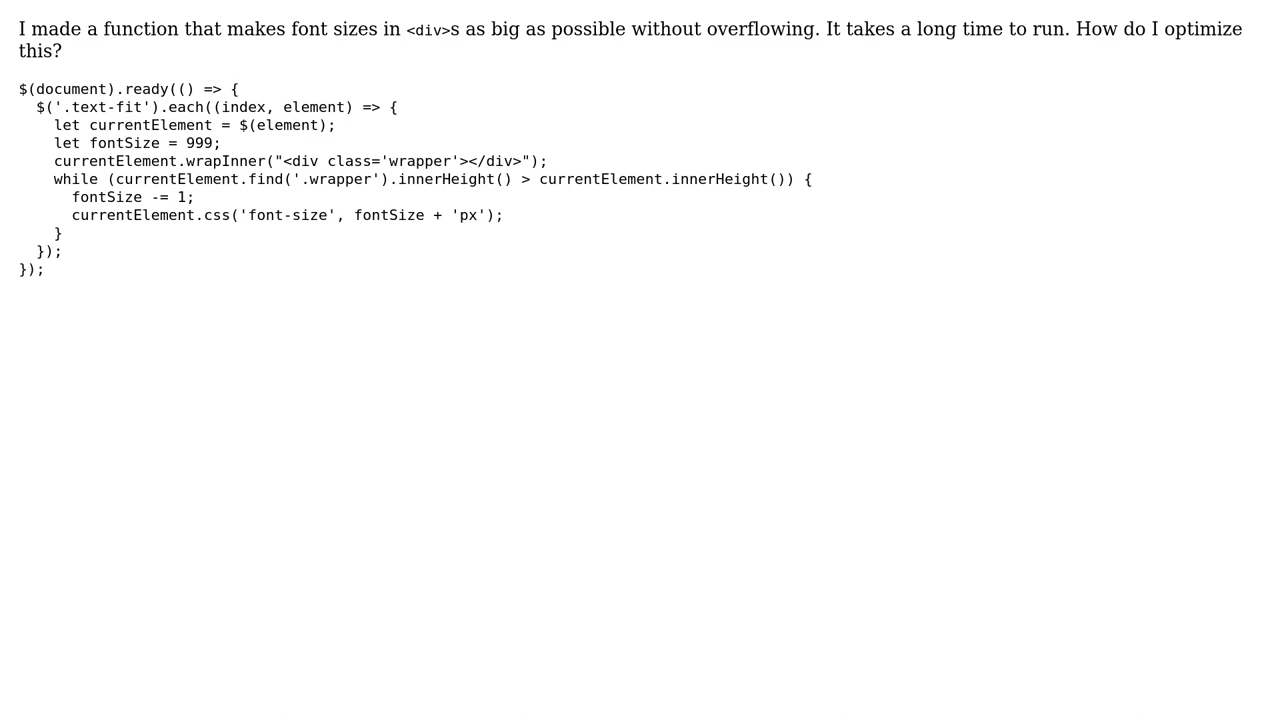 I made a function that makes font sizes in <div>s as big as possible without overflowing. It takes a long time to run. How do I optimize
this?
$(document).ready(() => {
  $('.text-fit').each((index, element) => {
    let currentElement = $(element);
    let fontSize = 999;
    currentElement.wrapInner("<div class='wrapper'></div>");
    while (currentElement.find('.wrapper').innerHeight() > currentElement.innerHeight()) {
      fontSize -= 1;
      currentElement.css('font-size', fontSize + 'px');
    }
  });
});